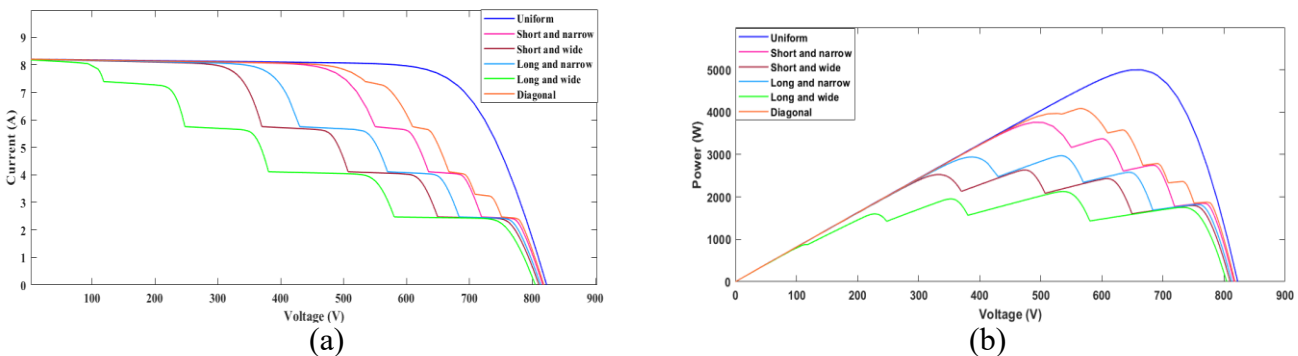 Current (A)
9
8
7
6
5
4
3
2
1
0
100 200 300 400 500 600 700 800 900
Voltage (V)
Uniform
Short and narrow
Short and wide
Long and narrow
Long and wide
Diagonal
(a)
Power (W)
5000
4000
3000
2000
1000
0
0 100 200 300 400 500 600 700 800 900
Voltage (V)
Uniform
Short and narrow
Short and wide
Long and narrow
Long and wide
Diagonal
(b)